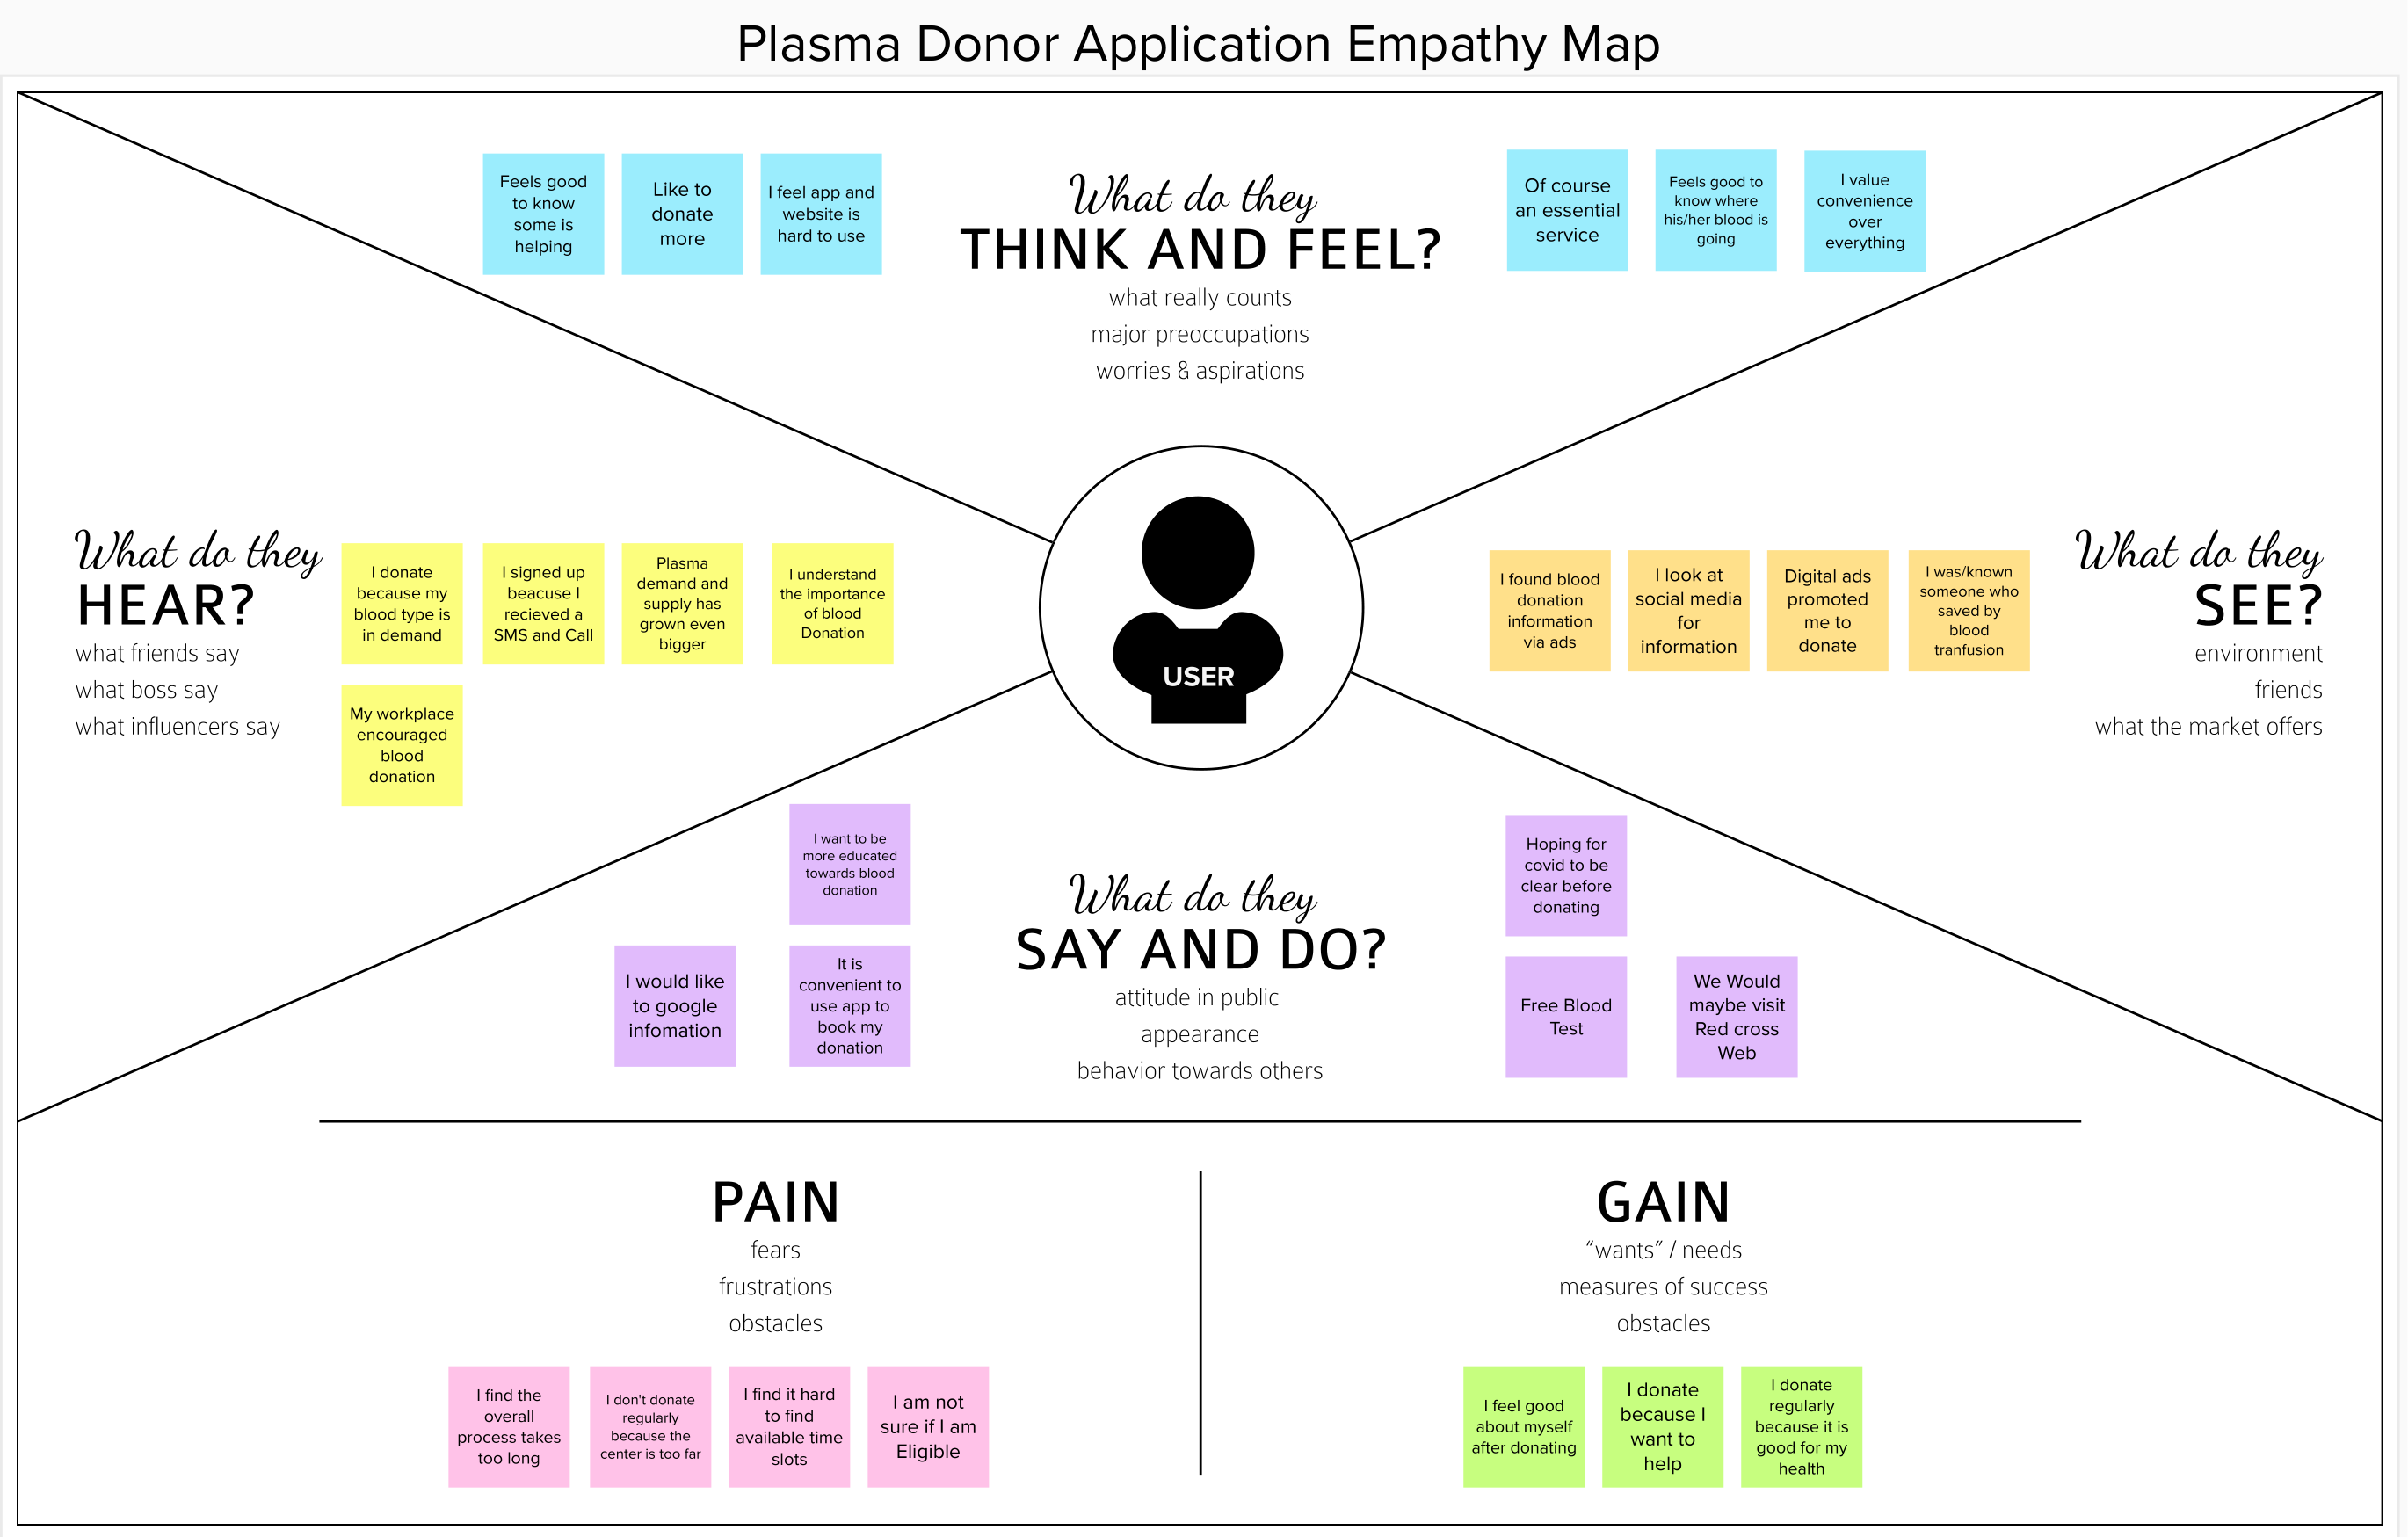 Plasma Donor Application Empathy Map
Feels good
to know
some is
helping
Like to
donate
more
I feel app and
website is
hard to use
What do they
THINK AND FEEL?
what really counts
major preoccupations
worries & aspirations
Of course
an essential
service
Feels good to
know where
his/her blood is
going
I value
convenience
over
everything
What do they
HEAR?
what friends say
what boss say
what influencers say
I donate
because my
blood type is
in demand
I signed up
beacuse I
recieved a
SMS and Call
Plasma
demand and
supply has
grown even
bigger
I understand
the importance
of blood
Donation
My workplace
encouraged
blood
donation
USER
I found blood
donation
information
via ads
I look at
social media
for
information
Digital ads
promoted
me to
donate
I was/known
someone who
saved by
blood
tranfusion
What do they
SEE?
environment
friends
what the market offers
I want to be
more educated
towards blood
donation
I would like
to google
infomation
It is
convenient to
use app to
book my
donation
What do they
SAY AND DO?
attitude in public
appearance
behavior towards others
Hoping for
covid to be
clear before
donating
Free Blood
Test
We Would
maybe visit
Red cross
Web
PAIN
fears
frustrations
obstacles
I find the
overall
process takes
too long
I don't donate
regularly
because the
center is too far
I find it hard
to find
available time
slots
I am not
sure if I am
Eligible
GAIN
“wants” / needs
measures of success
obstacles
I feel good
about myself
after donating
I donate
because I
want to
help
I donate
regularly
because it is
good for my
health